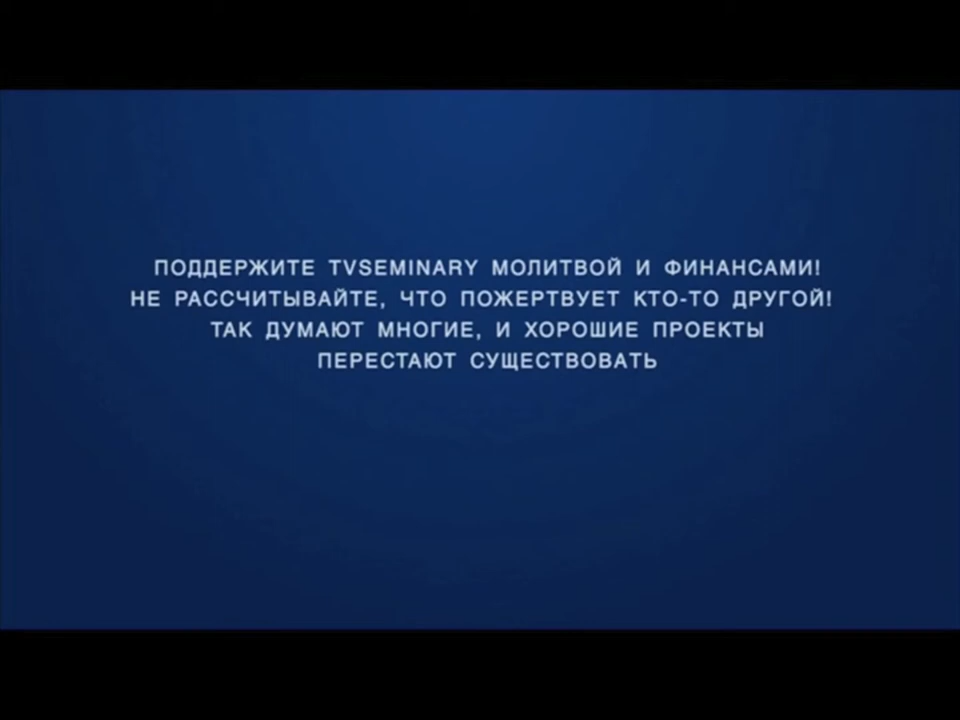 ПОДДЕРЖИТЕ TVSEMINARY МОЛИТВОЙ И ФИНАНСАМИ!
НЕ РАССЧИТЫВАЙТЕ, ЧТО ПОЖЕРТВУЕТ КТО-ТО ДРУГОЙ!
ТАК ДУМАЮТ МНОГИЕ, И ХОРОШИЕ ПРОЕКТЫ
ПЕРЕСТАЮТ СУЩЕСТВОВАТЬ